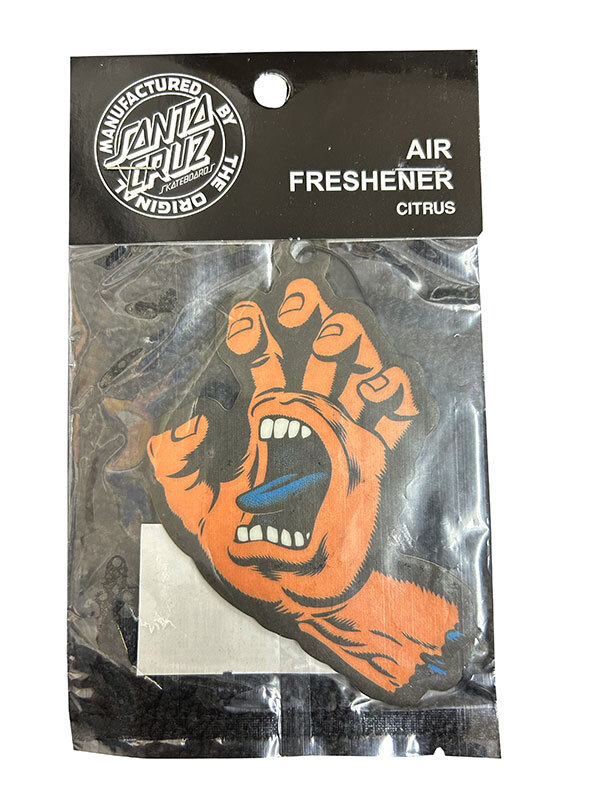 MANUFACTURED BY
SANTA
CRUZ
SKATEBOARDS
THE ORIGINAL
AIR
FRESHENER
CITRUS